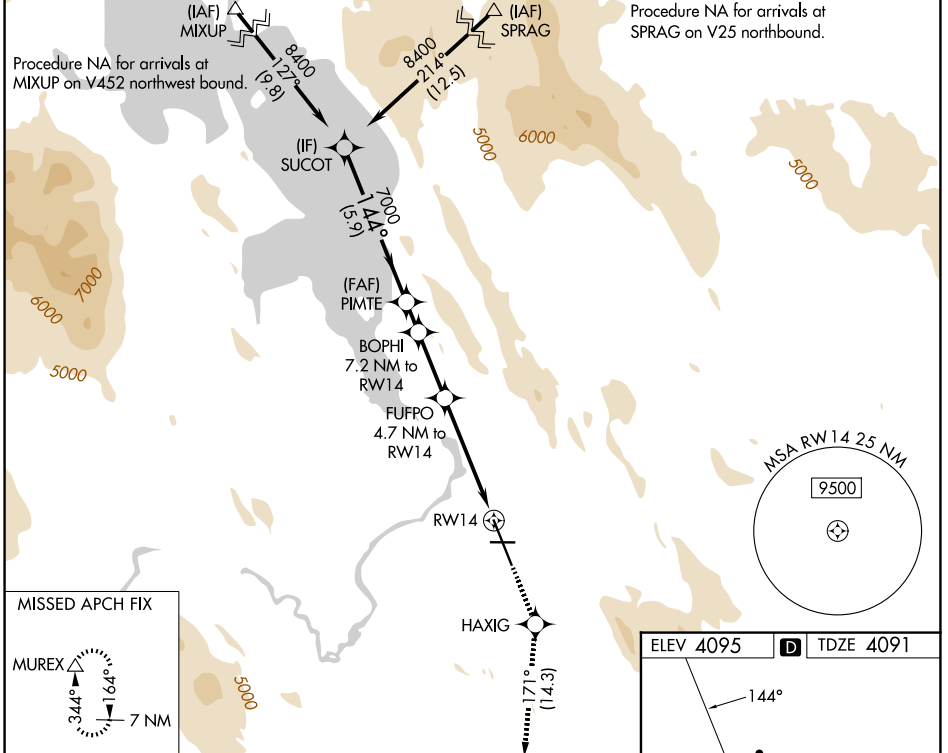 (IAF)
MIXUP
(IAF)
SPRAG
Procedure NA for arrivals at
SPRAG on V25 northbound.
Procedure NA for arrivals at
MIXUP on V452 northwest bound.
8400
127°
(9.8)
8400
214°
(12.5)
5000
6000
5000
(IF)
SUCOT
7000
144°
(5.9)
7000
6000
5000
(FAF)
PIMTE
BOPHI
7.2 NM to
RW14
FUFPO
4.7 NM to
RW14
MSA RW14 25 NM
9500
RW14
HAXIG
171°
(14.3)
MISSED APCH FIX
MUREX
344°
164°
7 NM
5000
ELEV 4095 D TDZE 4091
144°